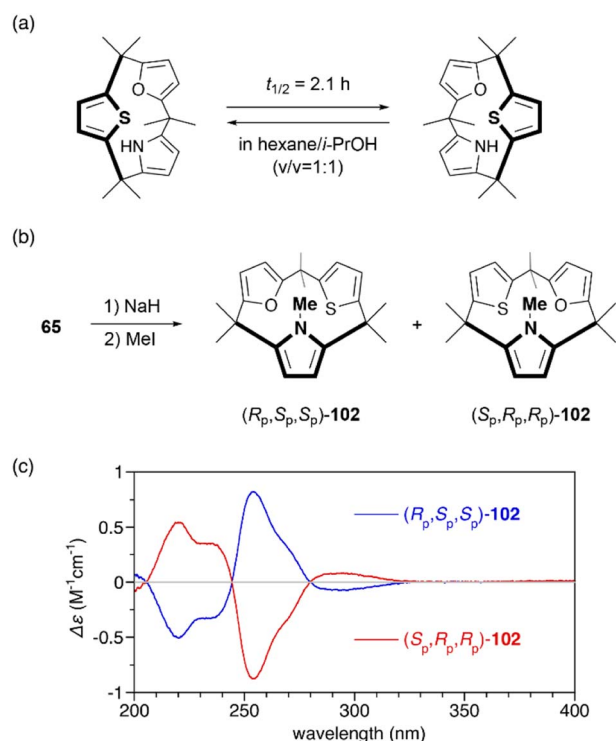 (a)
O
S
HN
t1/2 = 2.1 h
in hexane/i-PrOH
(v/v=1:1)
O
S
NH
(b)
65
1) NaH
2) MeI
O
S
Me
N
(Rp,Sp,Sp)-102
+
S
O
Me
N
(Sp,Rp,Rp)-102
(c)
Δε (M-1cm-1)
1
0.5
0
-0.5
-1
(Rp,Sp,Sp)-102
(Sp,Rp,Rp)-102
200 250 300 350 400
wavelength (nm)